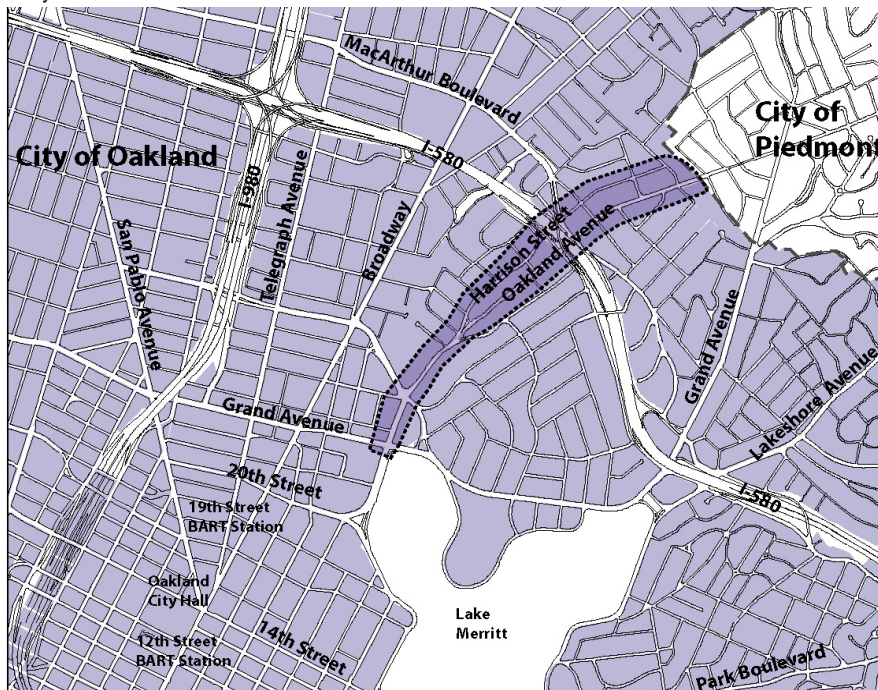 MacArthur Boulevard
City of
Piedmont
City of Oakland
I-580
I-980
Telegraph Avenue
San Pablo Avenue
Broadway
Harrison Street
Oakland Avenue
Grand Avenue
Lakeshore Avenue
Grand Avenue
20th Street
I-580
19th Street
BART Station
Oakland
City Hall
Lake
Merritt
14th Street
12th Street
BART Station
Park Boulevard